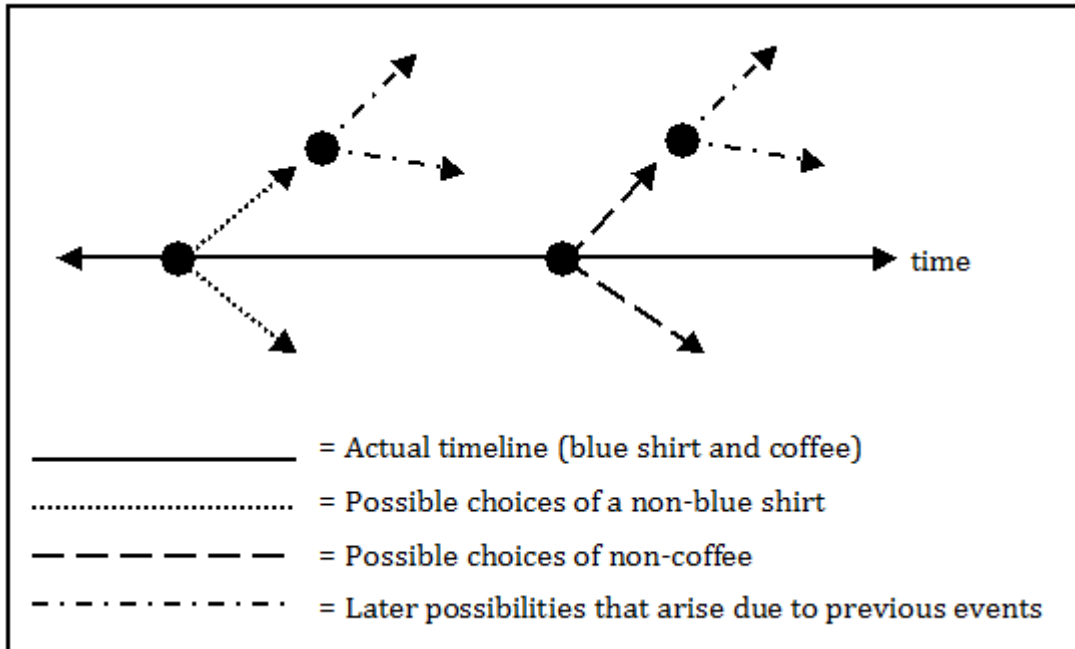 time
= Actual timeline (blue shirt and coffee)
= Possible choices of a non-blue shirt
= Possible choices of non-coffee
= Later possibilities that arise due to previous events